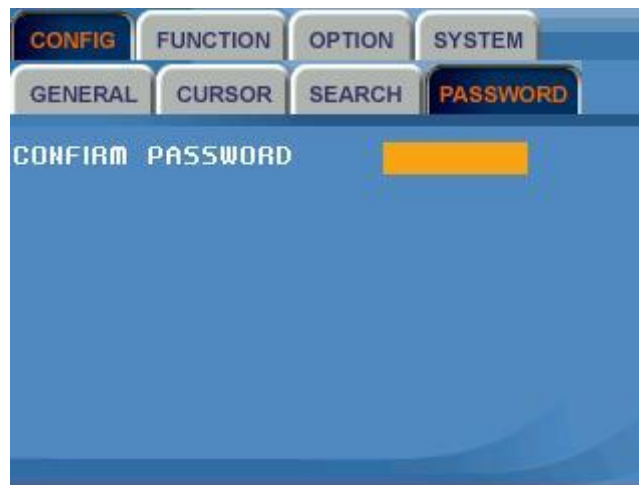 CONFIG FUNCTION OPTION SYSTEM
GENERAL CURSOR SEARCH PASSWORD
CONFIRM PASSWORD